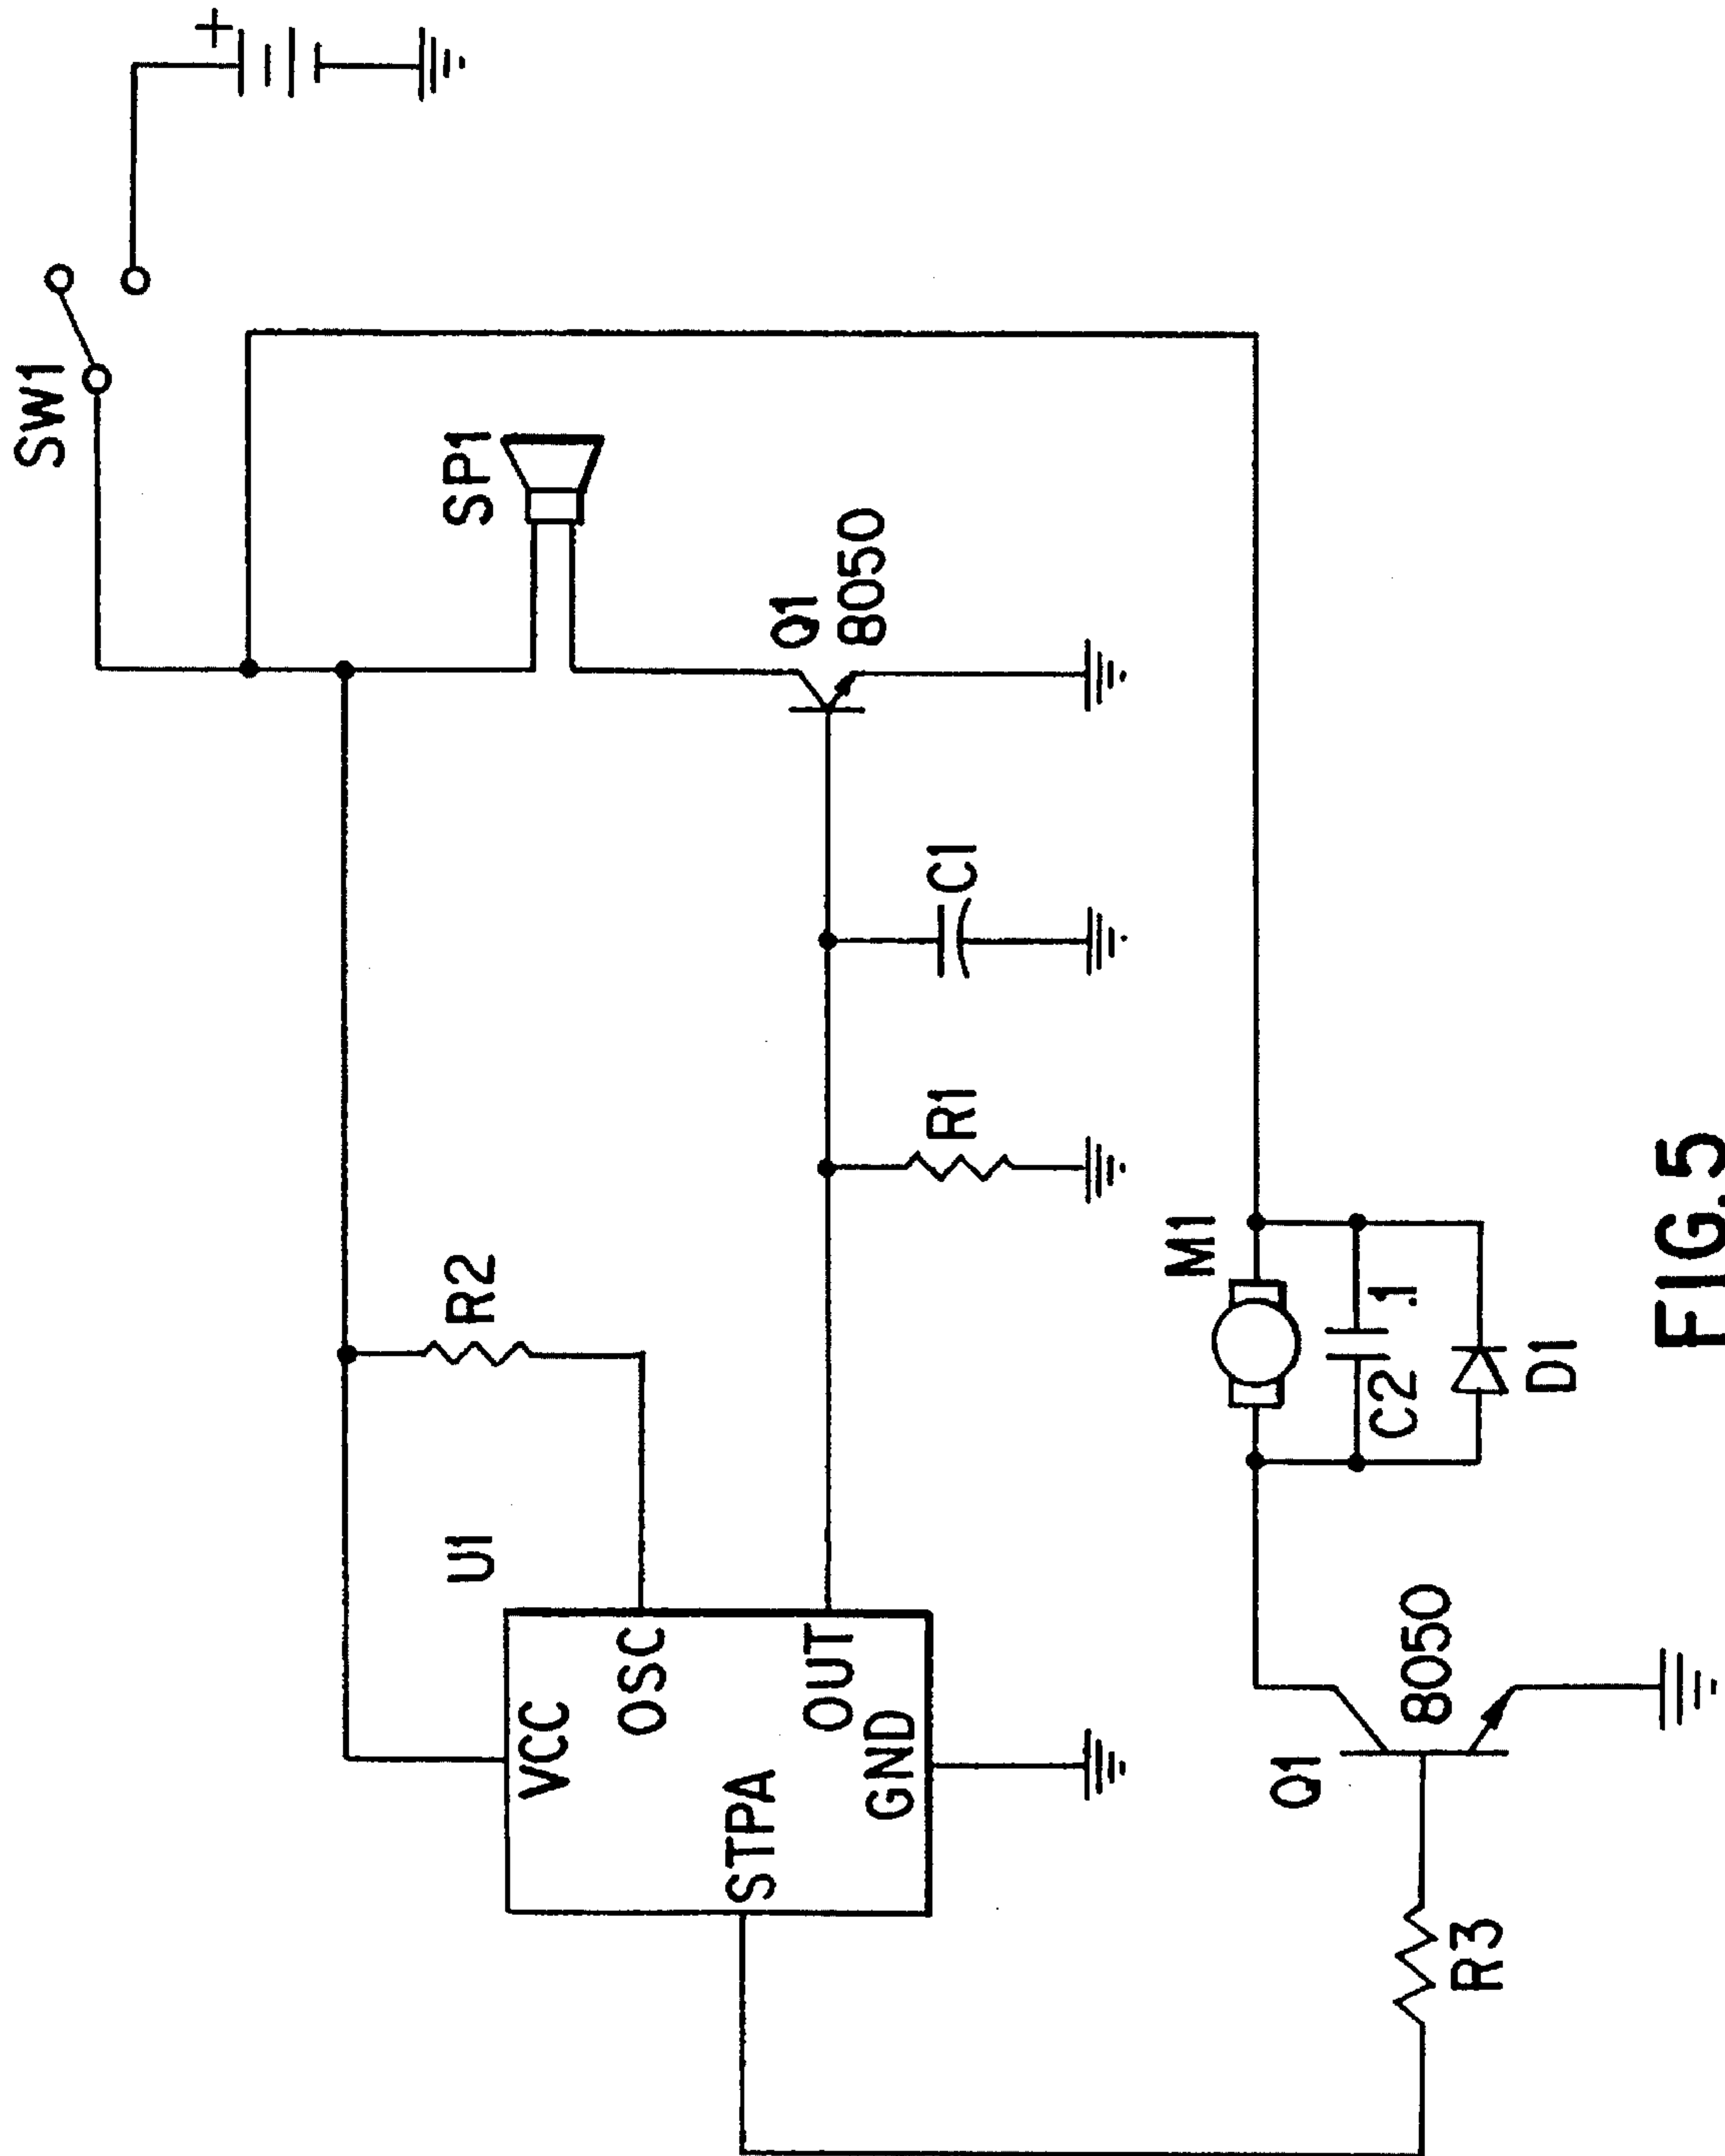 SW1
+
SP1
Q1
8050
C1
R1
R2
U1
VCC
OSC
STPA
OUT
GND
M1
C2
.1
D1
Q1
8050
R3
FIG.5